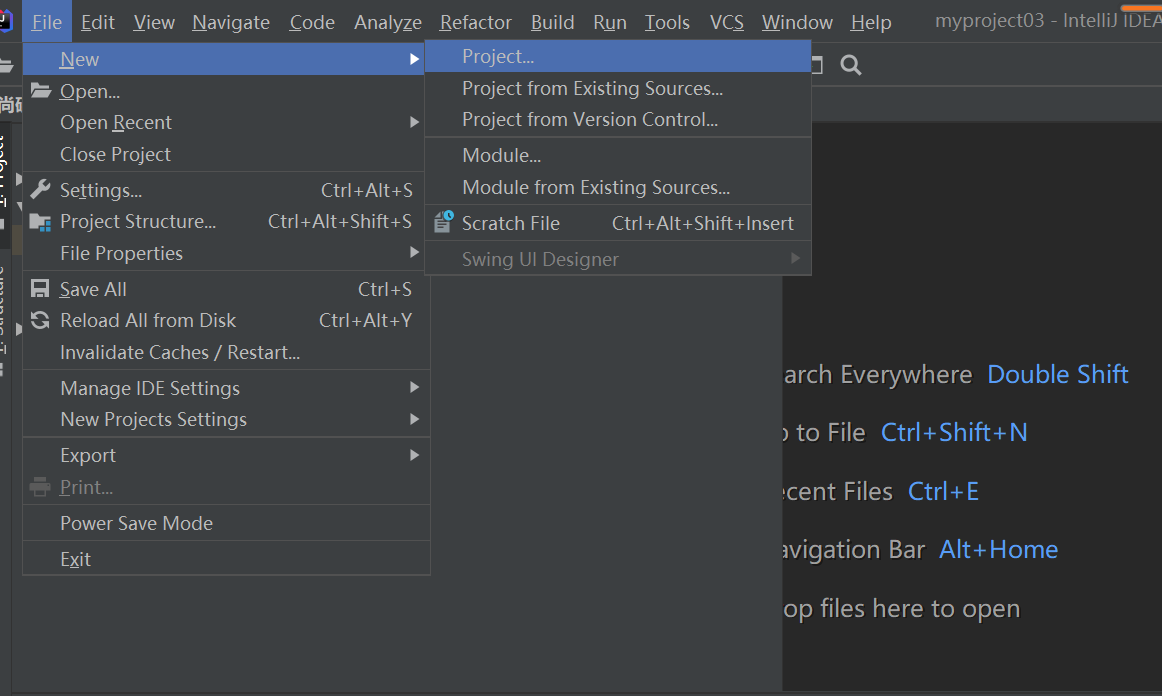 File Edit View Navigate Code Analyze Refactor Build Run Tools VCS Window Help myproject03 - IntelliJ IDEA
New
Project...
Open...
Project from Existing Sources...
Open Recent
Project from Version Control...
Close Project
Module...
Settings... Ctrl+Alt+S
Module from Existing Sources...
Project Structure... Ctrl+Alt+Shift+S
Scratch File Ctrl+Alt+Shift+Insert
File Properties
Swing UI Designer
Save All Ctrl+S
Reload All from Disk Ctrl+Alt+Y
Invalidate Caches / Restart...
Manage IDE Settings
New Projects Settings
Export
Print...
Power Save Mode
Exit
arch Everywhere Double Shift
to File Ctrl+Shift+N
ecent Files Ctrl+E
avigation Bar Alt+Home
op files here to open